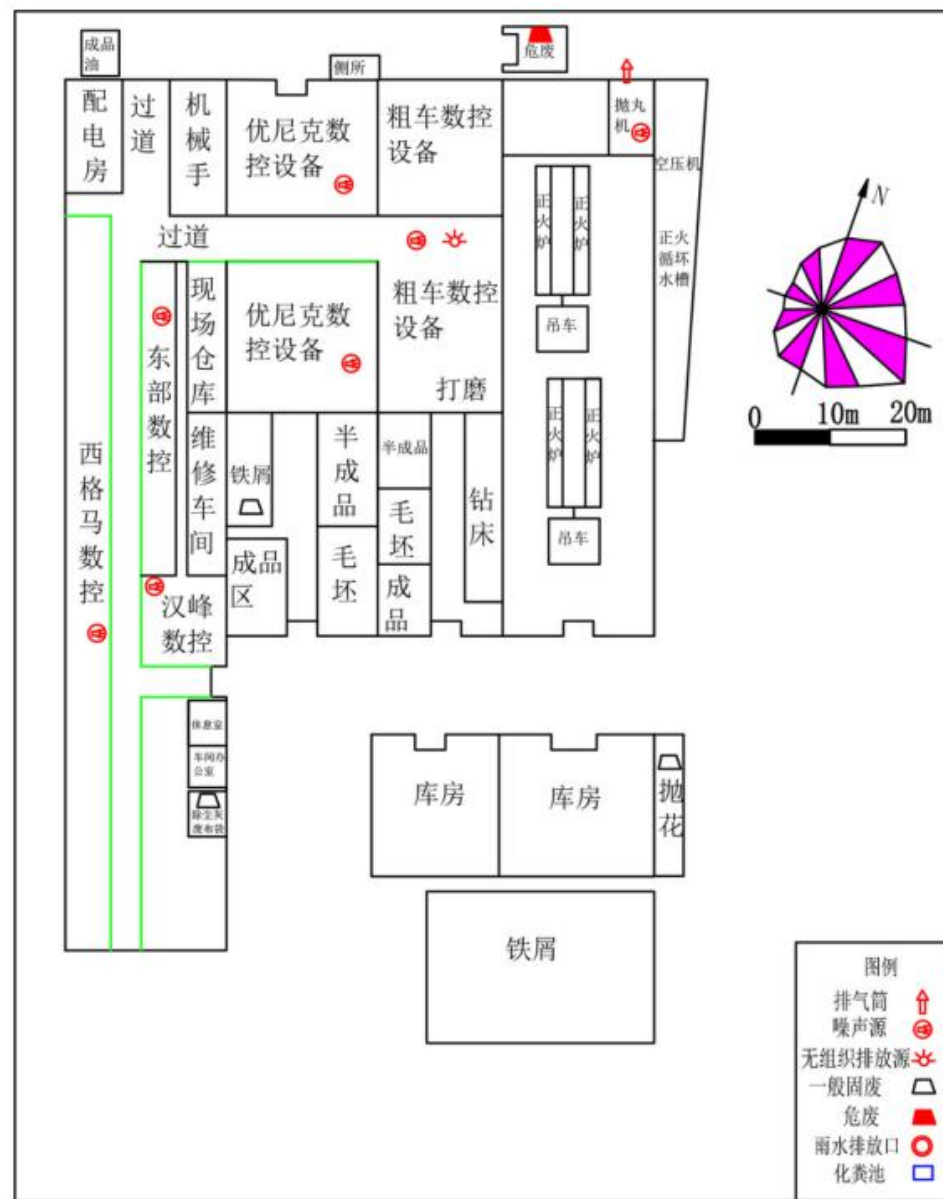 成品
油
侧所
危废
配
电
房
过
道
机
械
手
优尼克数
控设备
粗车数控
设备
抛丸
机
空压机
正火
循环
水槽
正火炉
正火炉
吊车
N
0 10m 20m
过道
现
场
仓
库
优尼克数
控设备
粗车数控
设备
打磨
东
部
数
控
西
格
马
数
控
维
修
车
间
铁屑
半
成
品
半成品
毛
坯
钻
床
正火炉
正火炉
吊车
成品
区
毛
坯
成
品
汉峰
数控
休息室
车间办
公室
除尘灰
废布袋
库房
库房
抛
花
铁屑
图例
排气筒
噪声源
无组织排放源
一般固废
危废
雨水排放口
化粪池